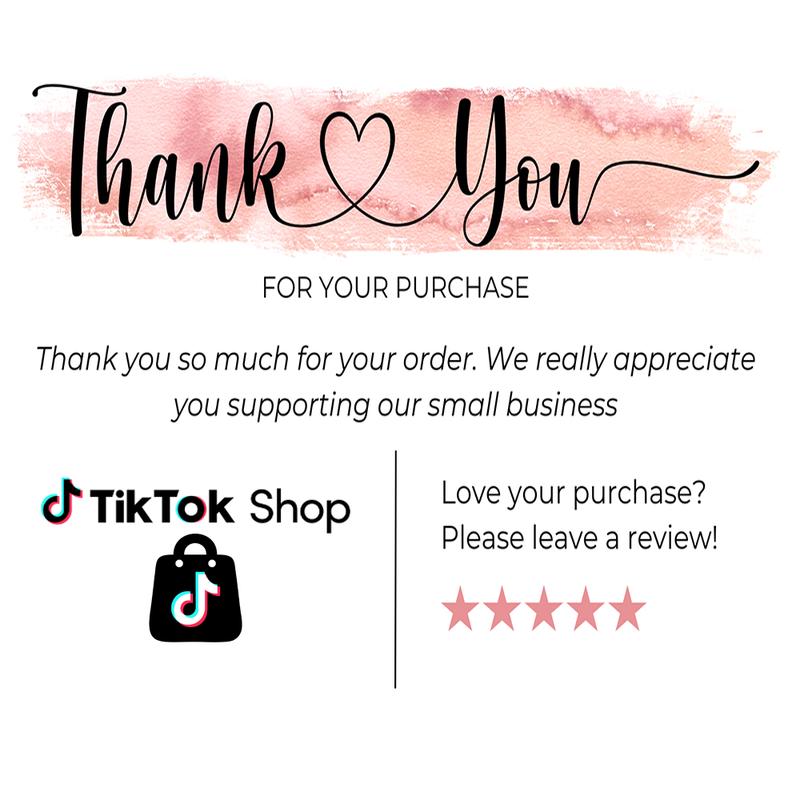 Thank You
FOR YOUR PURCHASE
Thank you so much for your order. We really appreciate
you supporting our small business
TikTok Shop
Love your purchase?
Please leave a review!